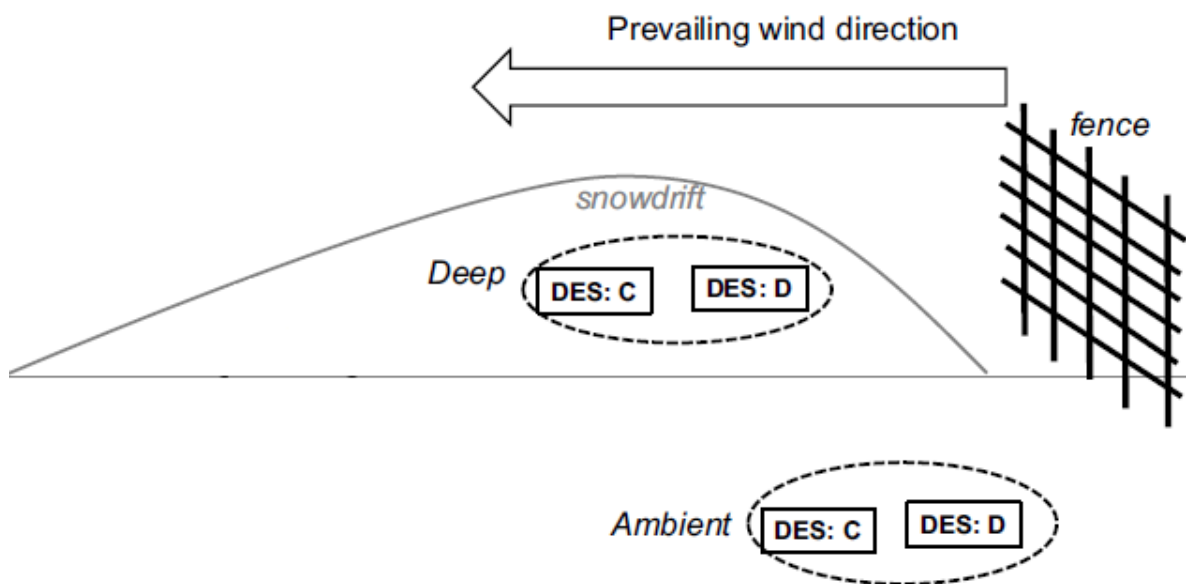 Prevailing wind direction
fence
snowdrift
Deep
DES: C
DES: D
Ambient
DES: C
DES: D